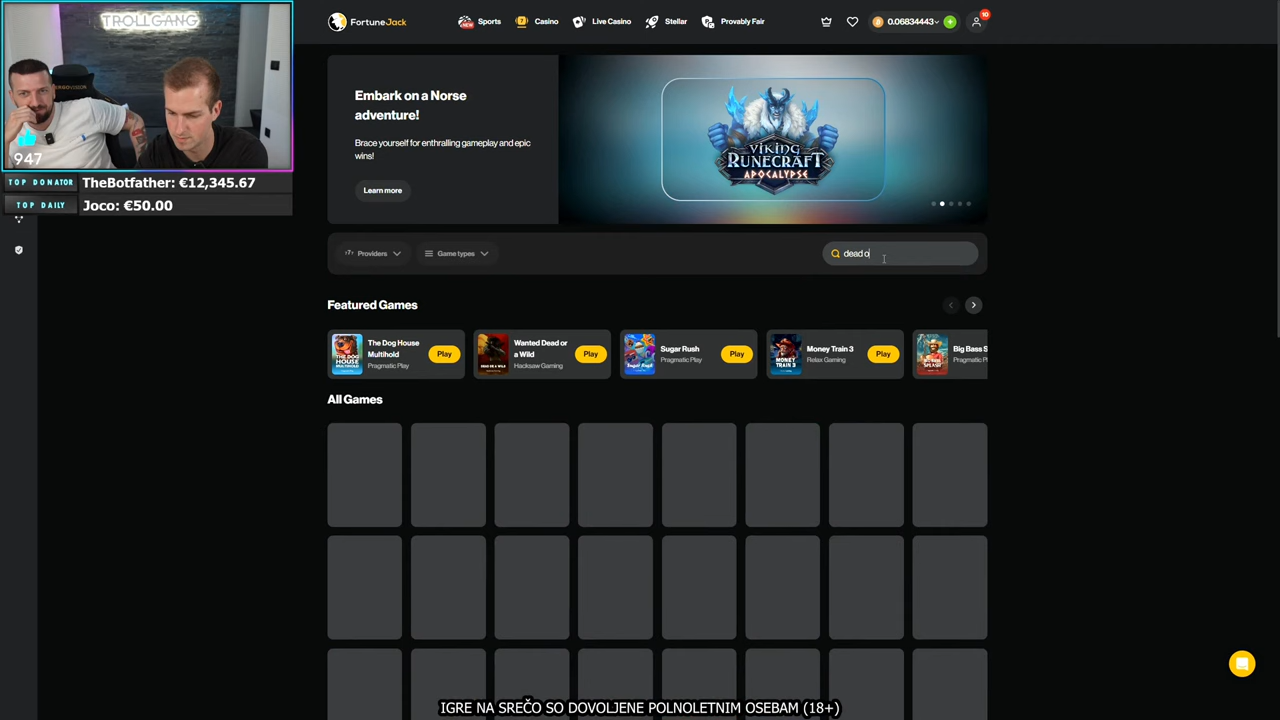 TROLLGANG
947
TOP DONATOR TheBotfather: €12,345.67
TOP DAILY Joco: €50.00
FortuneJack
NEW Sports Casino Live Casino Stellar Provably Fair
0.06834443
10
Embark on a Norse
adventure!
Brace yourself for enthralling gameplay and epic
wins!
Learn more
VIKING
RUNECRAFT
APOCALYPSE
Providers Game types
dead o
Featured Games
The Dog House
Multihold
Pragmatic Play
Play
Wanted Dead or
a Wild
Hacksaw Gaming
Play
Sugar Rush
Pragmatic Play
Play
Money Train 3
Relax Gaming
Play
Big Bass S
Pragmatic Pl
All Games
IGRE NA SREČO SO DOVOLJENE POLNOLETNIM OSEBAM (18+)